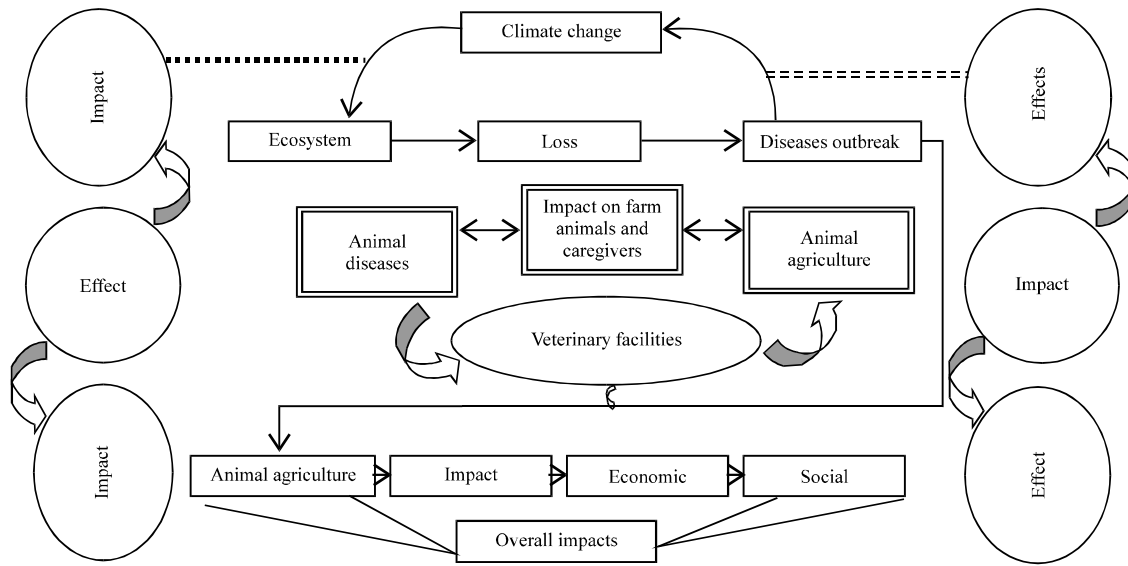 Climate change
Impact
Effects
Ecosystem
Loss
Diseases outbreak
Impact on farm
animals and
caregivers
Animal
diseases
Animal
agriculture
Effect
Impact
Veterinary facilities
Impact
Effect
Animal agriculture
Impact
Economic
Social
Overall impacts